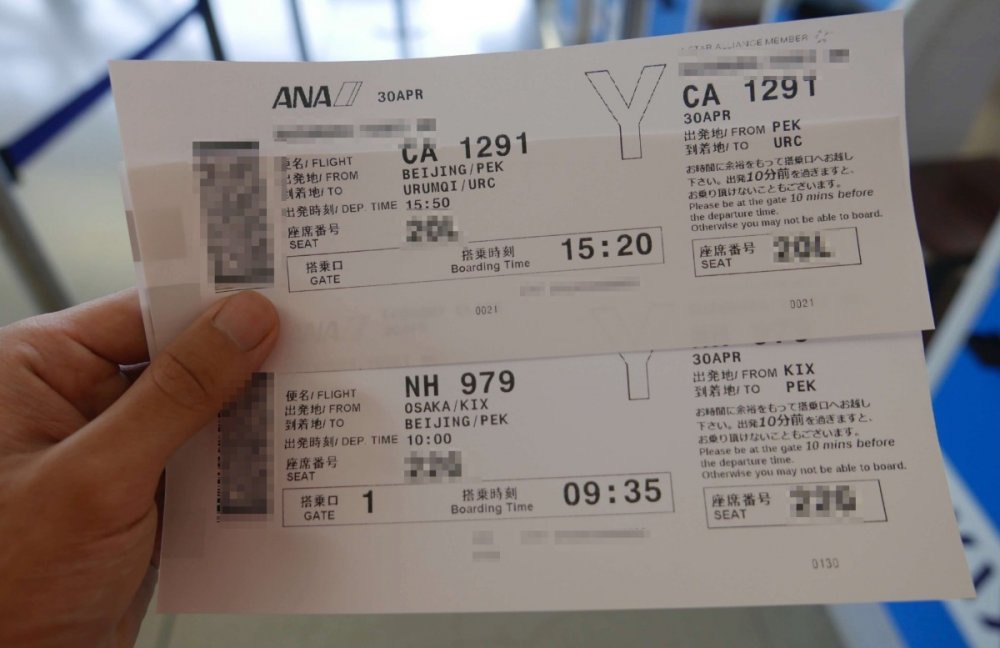 ANA 30APR
Y
便名/ FLIGHT CA 1291
出発地/ FROM BEIJING/PEK
到着地/ TO URUMQI/URC
出発時刻/ DEP. TIME 15:50
座席番号
SEAT
搭乗口
GATE
搭乗時刻
Boarding Time
15:20
0021
A STAR ALLIANCE MEMBER
CA 1291
30APR
出発地/ FROM PEK
到着地/ TO URC
お時間に余裕をもって搭乗口へお越し
下さい。出発10分前を過ぎますと、
お乗り頂けないこともございます。
Please be at the gate 10 mins before
the departure time.
Otherwise you may not be able to board.
座席番号
SEAT
0021
便名/ FLIGHT NH 979
出発地/ FROM OSAKA/KIX
到着地/ TO BEIJING/PEK
出発時刻/ DEP. TIME 10:00
座席番号
SEAT
搭乗口
GATE
1
搭乗時刻
Boarding Time
09:35
30APR
出発地/ FROM KIX
到着地/ TO PEK
お時間に余裕をもって搭乗口へお越し
下さい。出発10分前を過ぎますと、
お乗り頂けないこともございます。
Please be at the gate 10 mins before
the departure time.
Otherwise you may not be able to board.
座席番号
SEAT
0130